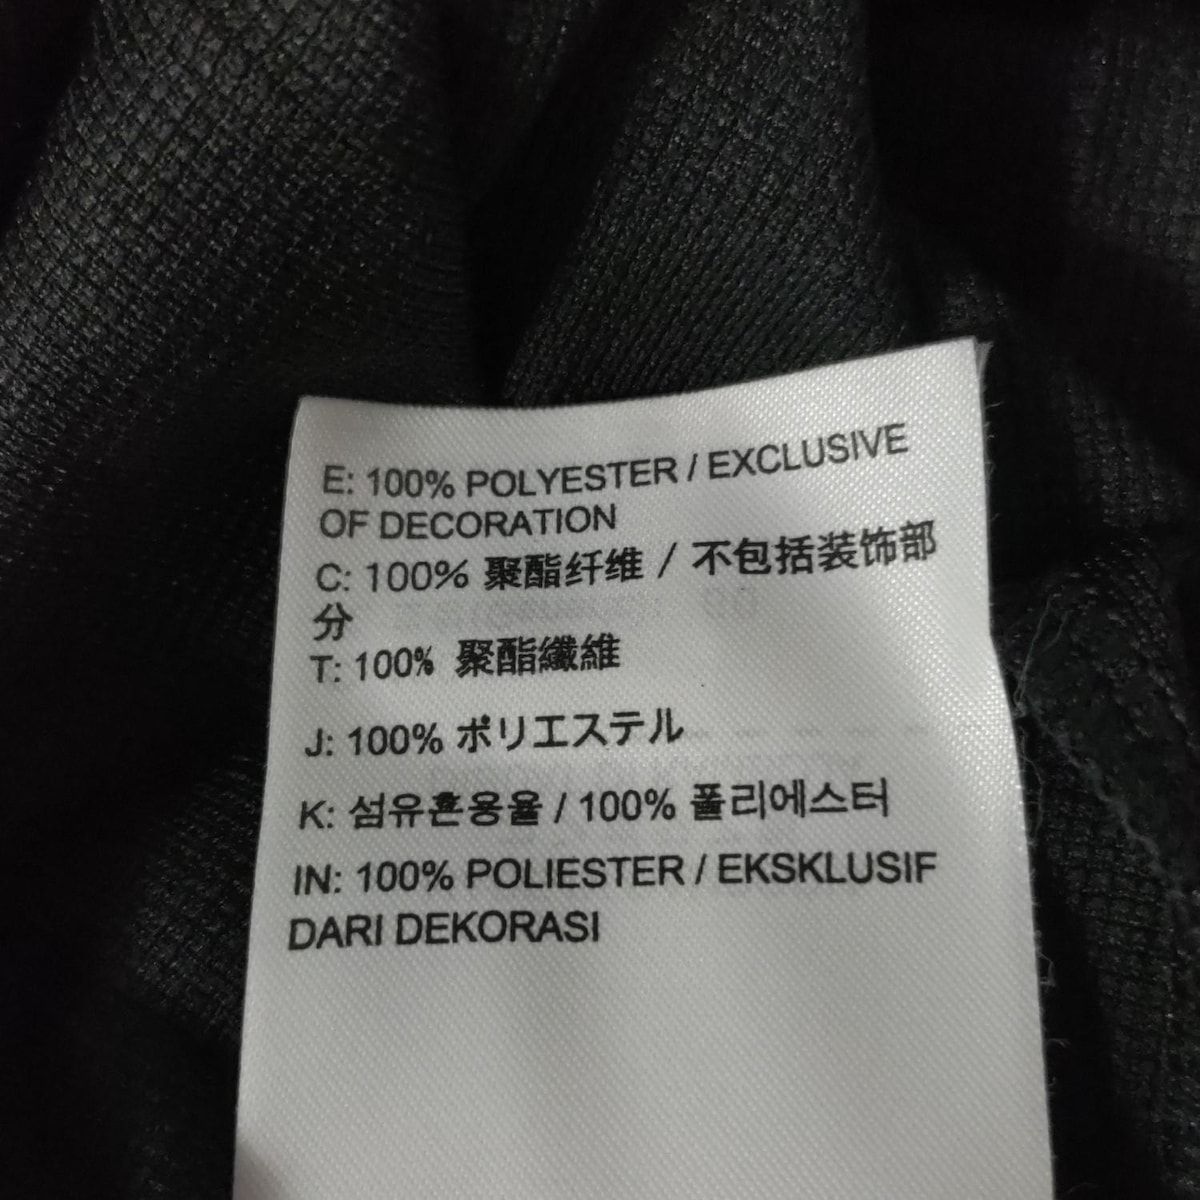 E: 100% POLYESTER / EXCLUSIVE
OF DECORATION
C: 100% 聚酯纤维 / 不包括装饰部
分
T: 100% 聚酯纖維
J: 100% ポリエステル
K: 섬유혼용율 / 100% 폴리에스터
IN: 100% POLIESTER / EKSKLUSIF
DARI DEKORASI